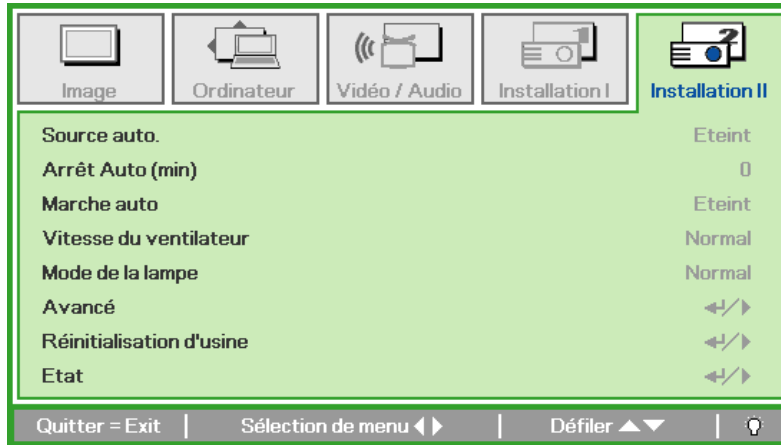 Image Ordinateur Vidéo / Audio Installation I Installation II
Source auto. Eteint
Arrêt Auto (min) 0
Marche auto Eteint
Vitesse du ventilateur Normal
Mode de la lampe Normal
Avancé
Réinitialisation d'usine
Etat
Quitter = Exit Sélection de menu Défiler